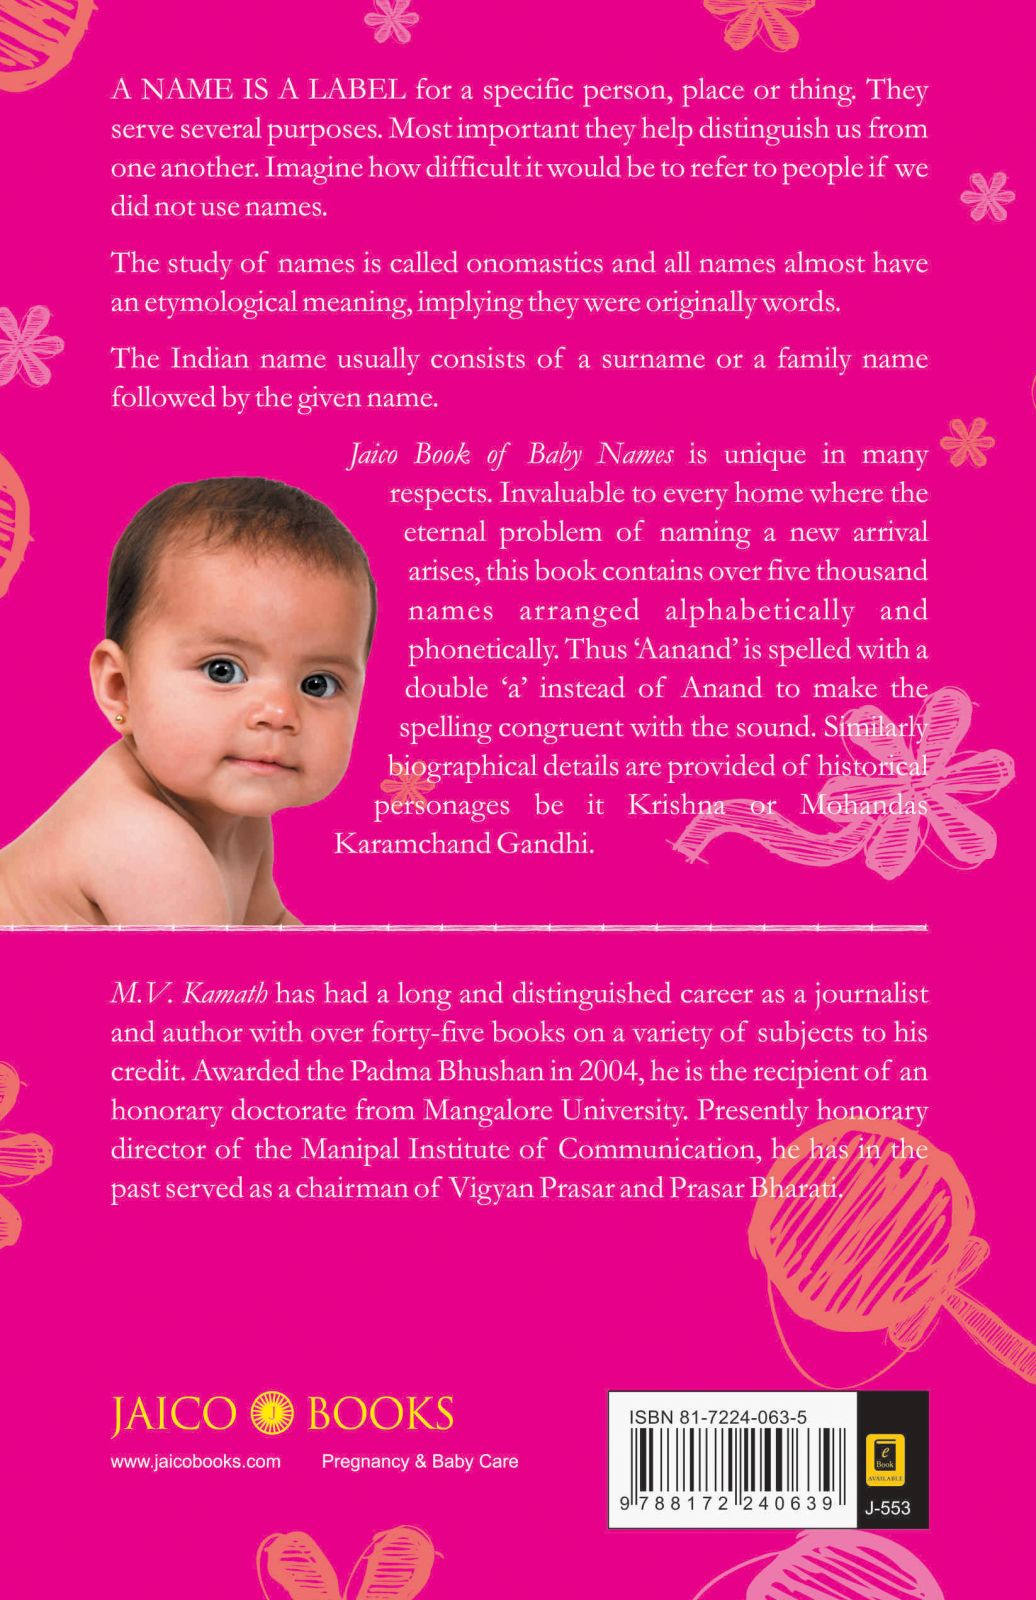 A NAME IS A LABEL for a specific person, place or thing. They
serve several purposes. Most important they help distinguish us from
one another. Imagine how difficult it would be to refer to people if we
did not use names.
The study of names is called onomastics and all names almost have
an etymological meaning, implying they were originally words.
The Indian name usually consists of a surname or a family name
followed by the given name.
Jaico Book of Baby Names is unique in many
respects. Invaluable to every home where the
eternal problem of naming a new arrival
arises, this book contains over five thousand
names arranged alphabetically and
phonetically. Thus ‘Aanand’ is spelled with a
double ‘a’ instead of Anand to make the
spelling congruent with the sound. Similarly
biographical details are provided of historical
personages be it Krishna or Mohandas
Karamchand Gandhi.
M.V. Kamath has had a long and distinguished career as a journalist
and author with over forty-five books on a variety of subjects to his
credit. Awarded the Padma Bhushan in 2004, he is the recipient of an
honorary doctorate from Mangalore University. Presently honorary
director of the Manipal Institute of Communication, he has in the
past served as a chairman of Vigyan Prasar and Prasar Bharati.
JAICO J BOOKS
www.jaicobooks.com Pregnancy & Baby Care
ISBN 81-7224-063-5
9 788172 240639
e
Book
AVAILABLE
J-553